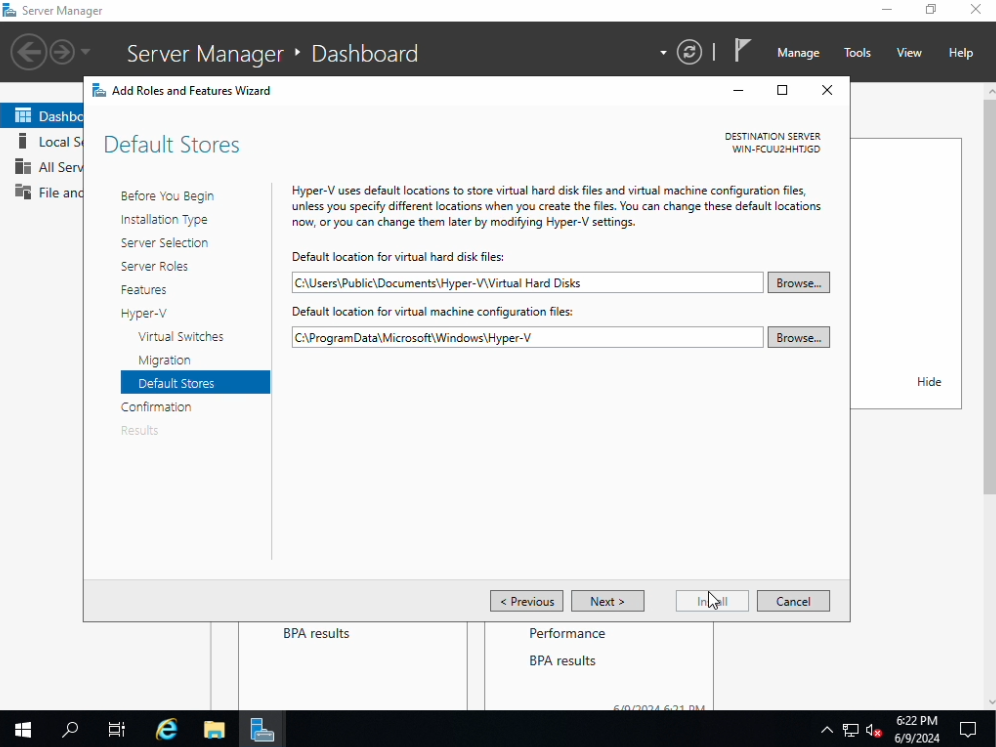 Server Manager
Server Manager ‣ Dashboard
Manage
Tools
View
Help
Add Roles and Features Wizard
Default Stores
DESTINATION SERVER
WIN-FCUU2HHTJGD
Before You Begin
Installation Type
Server Selection
Server Roles
Features
Hyper-V
Virtual Switches
Migration
Default Stores
Confirmation
Results
Hyper-V uses default locations to store virtual hard disk files and virtual machine configuration files,
unless you specify different locations when you create the files. You can change these default locations
now, or you can change them later by modifying Hyper-V settings.
Default location for virtual hard disk files:
C:\Users\Public\Documents\Hyper-V\Virtual Hard Disks
Browse...
Default location for virtual machine configuration files:
C:\ProgramData\Microsoft\Windows\Hyper-V
Browse...
< Previous
Next >
Cancel
Local
All
File and
Hide
BPA results
Performance
BPA results
6/9/2024 6:21 PM
6:22 PM
6/9/2024